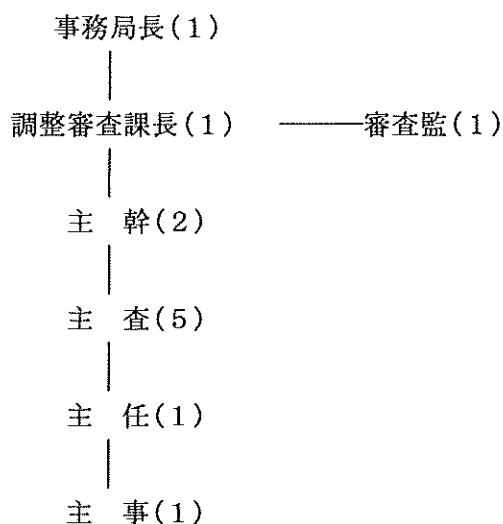 事務局長(1)
調整審査課長(1) 審査監(1)
主 幹(2)
主 査(5)
主 任(1)
主 事(1)